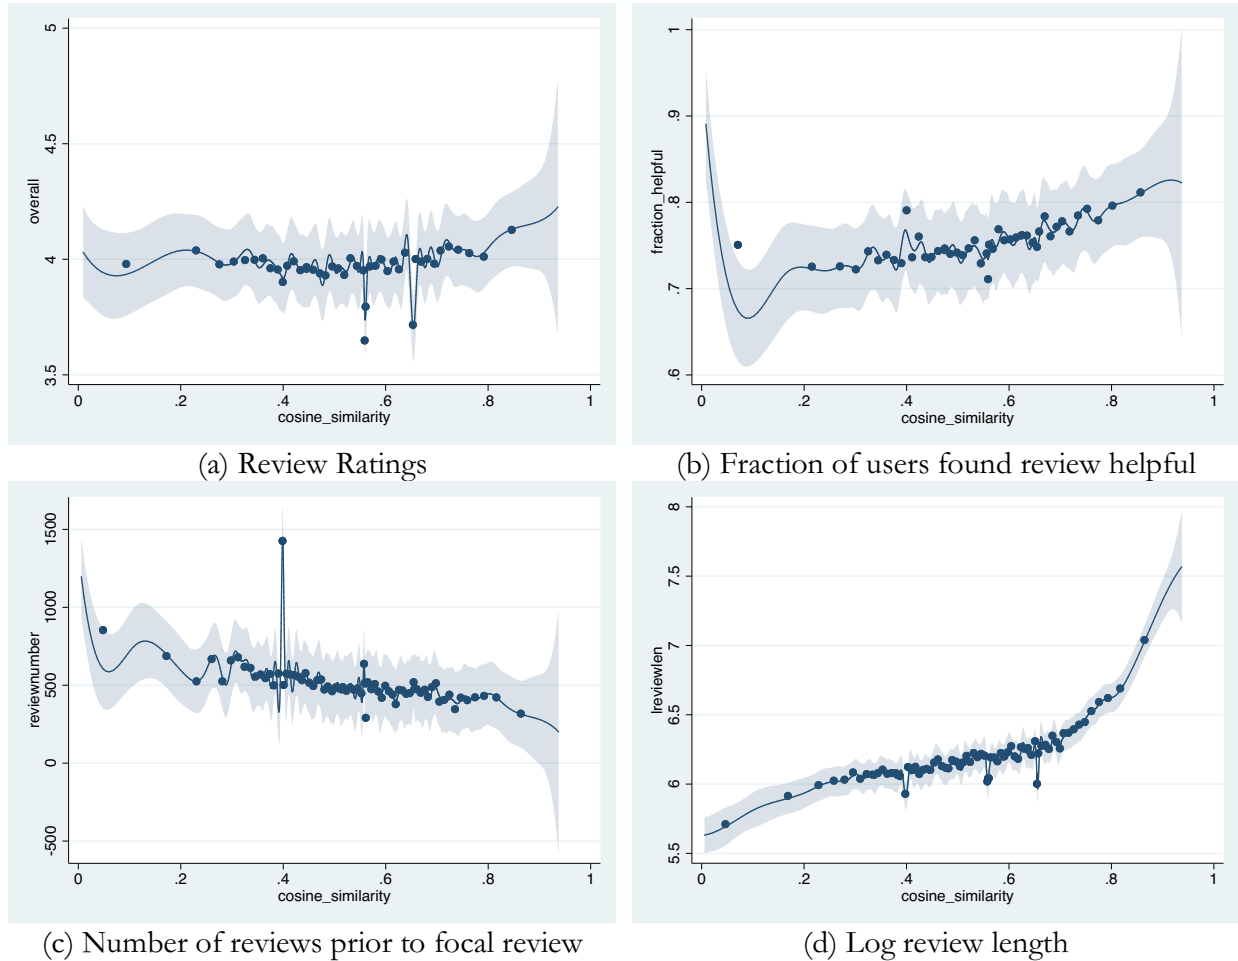 5
4.5
4
3.5
overall
0 .2 .4 .6 .8 1
cosine_similarity
(a) Review Ratings
1
.9
.8
.7
.6
fraction_helpful
0 .2 .4 .6 .8 1
cosine_similarity
(b) Fraction of users found review helpful
1500
1000
500
0
-500
reviewnumber
0 .2 .4 .6 .8 1
cosine_similarity
(c) Number of reviews prior to focal review
8
7.5
7
6.5
6
5.5
lreviewlen
0 .2 .4 .6 .8 1
cosine_similarity
(d) Log review length